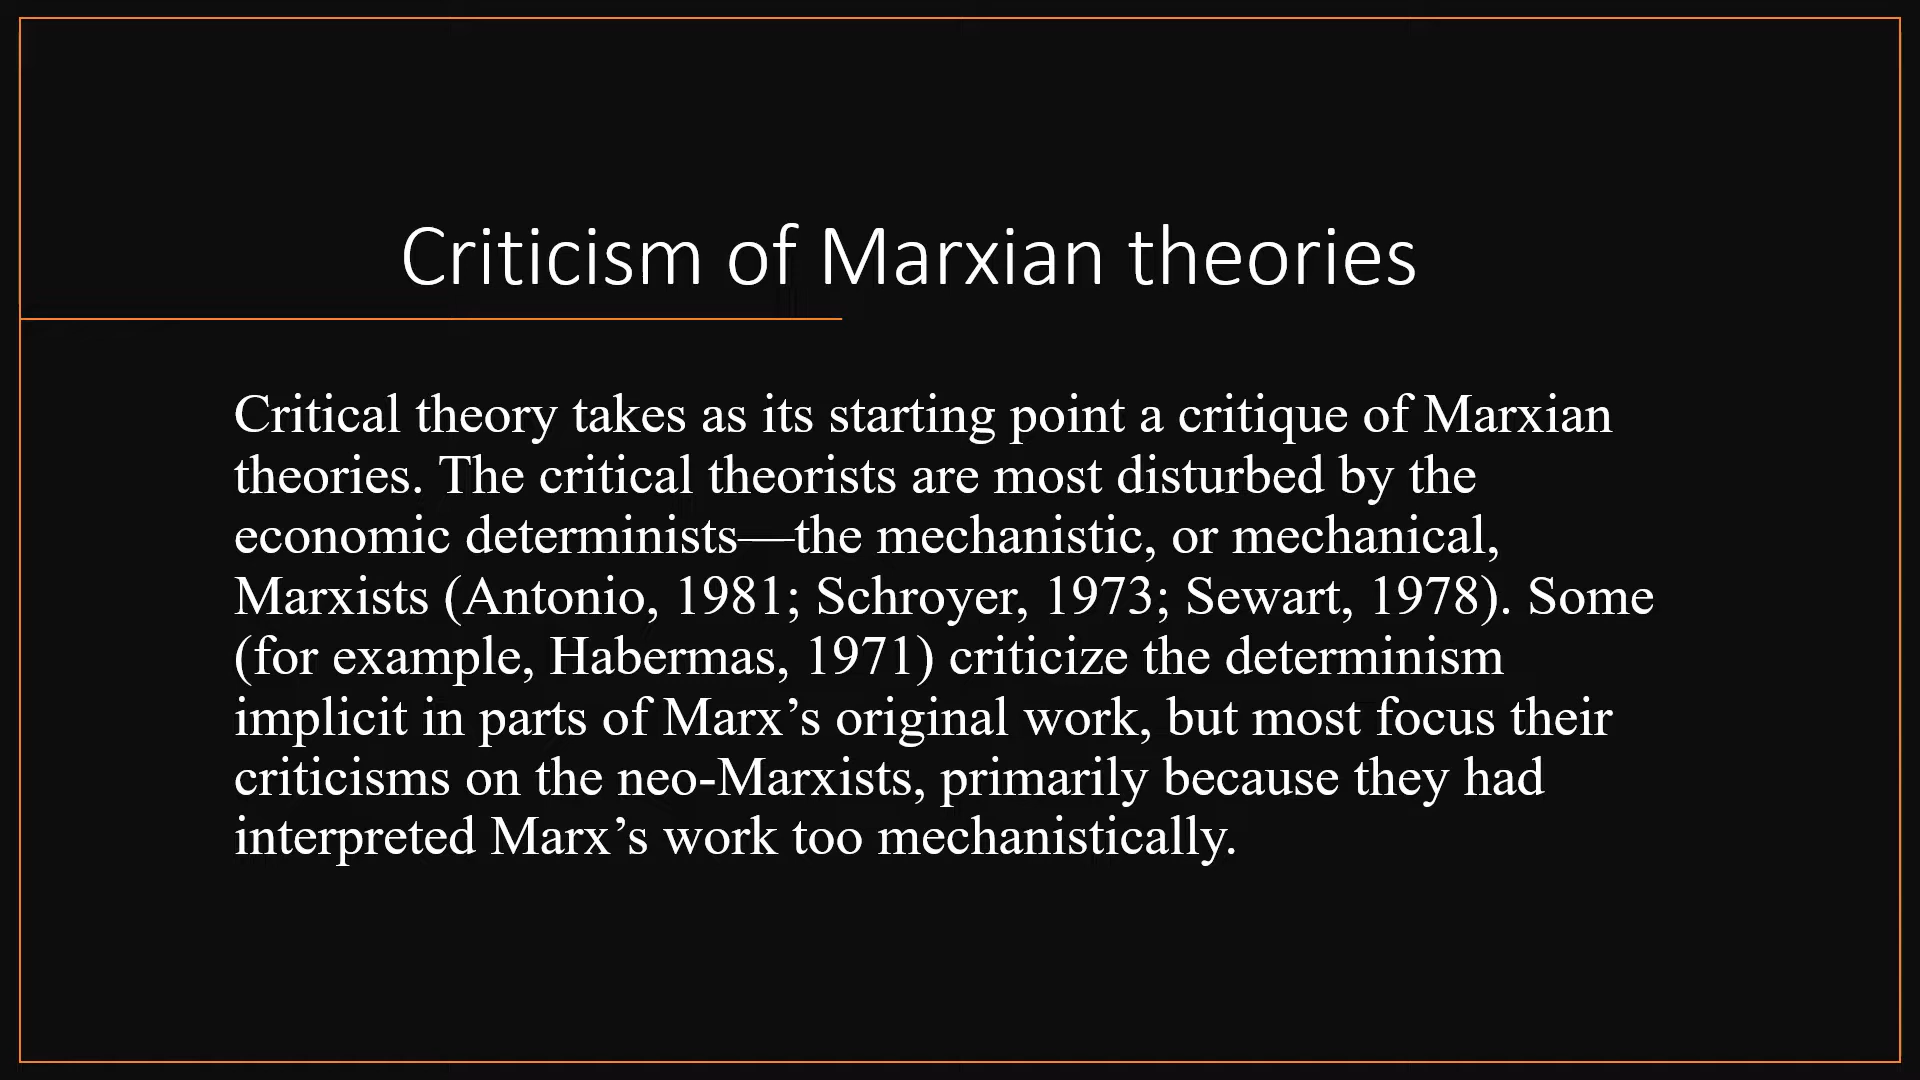 Criticism of Marxian theories
Critical theory takes as its starting point a critique of Marxian
theories. The critical theorists are most disturbed by the
economic determinists—the mechanistic, or mechanical,
Marxists (Antonio, 1981; Schroyer, 1973; Sewart, 1978). Some
(for example, Habermas, 1971) criticize the determinism
implicit in parts of Marx’s original work, but most focus their
criticisms on the neo-Marxists, primarily because they had
interpreted Marx’s work too mechanistically.